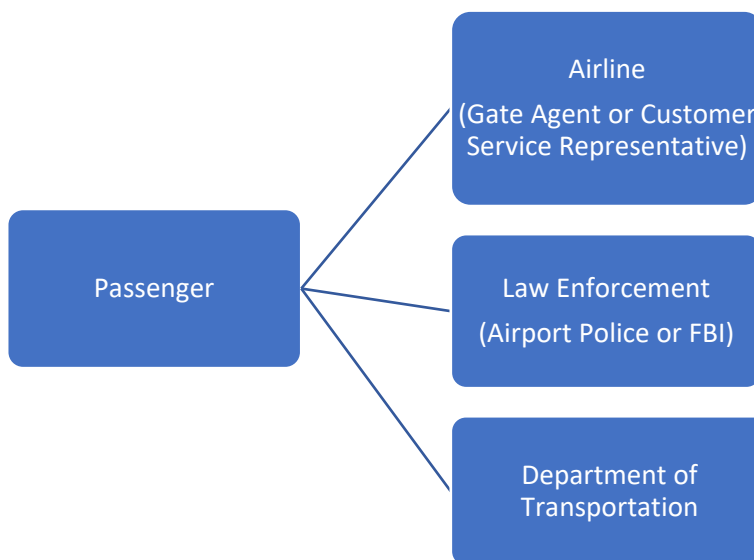 Passenger
Airline
(Gate Agent or Customer
Service Representative)
Law Enforcement
(Airport Police or FBI)
Department of
Transportation